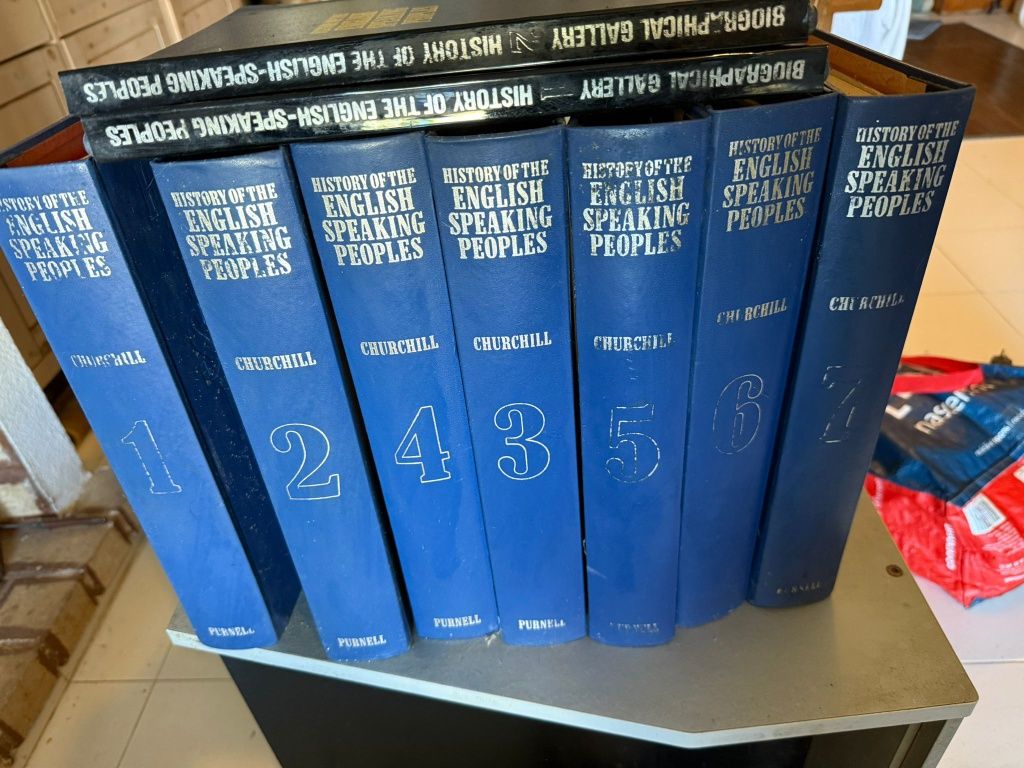 BIOGRAPHICAL GALLERY 2 HISTORY OF THE ENGLISH-SPEAKING PEOPLES
BIOGRAPHICAL GALLERY 1 HISTORY OF THE ENGLISH-SPEAKING PEOPLES
HISTORY OF THE
ENGLISH
SPEAKING
PEOPLES
CHURCHILL
1
PURNELL
HISTORY OF THE
ENGLISH
SPEAKING
PEOPLES
CHURCHILL
2
PURNELL
HISTORY OF THE
ENGLISH
SPEAKING
PEOPLES
CHURCHILL
4
PURNELL
HISTORY OF THE
ENGLISH
SPEAKING
PEOPLES
CHURCHILL
3
PURNELL
HISTORY OF THE
ENGLISH
SPEAKING
PEOPLES
CHURCHILL
5
PURNELL
HISTORY OF THE
ENGLISH
SPEAKING
PEOPLES
CHURCHILL
6
HISTORY OF THE
ENGLISH
SPEAKING
PEOPLES
CHURCHILL
7
PURNELL